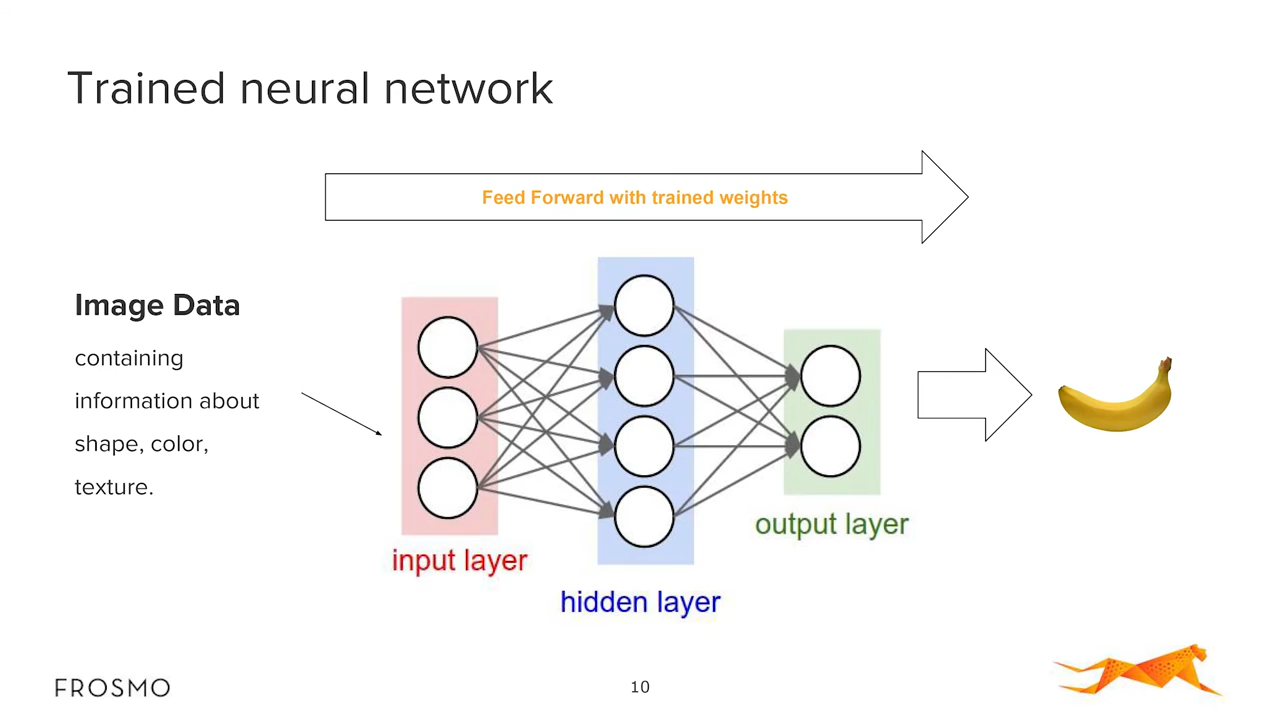 Trained neural network
Feed Forward with trained weights
Image Data
containing
information about
shape, color,
texture.
input layer
hidden layer
output layer
FROSMO
10